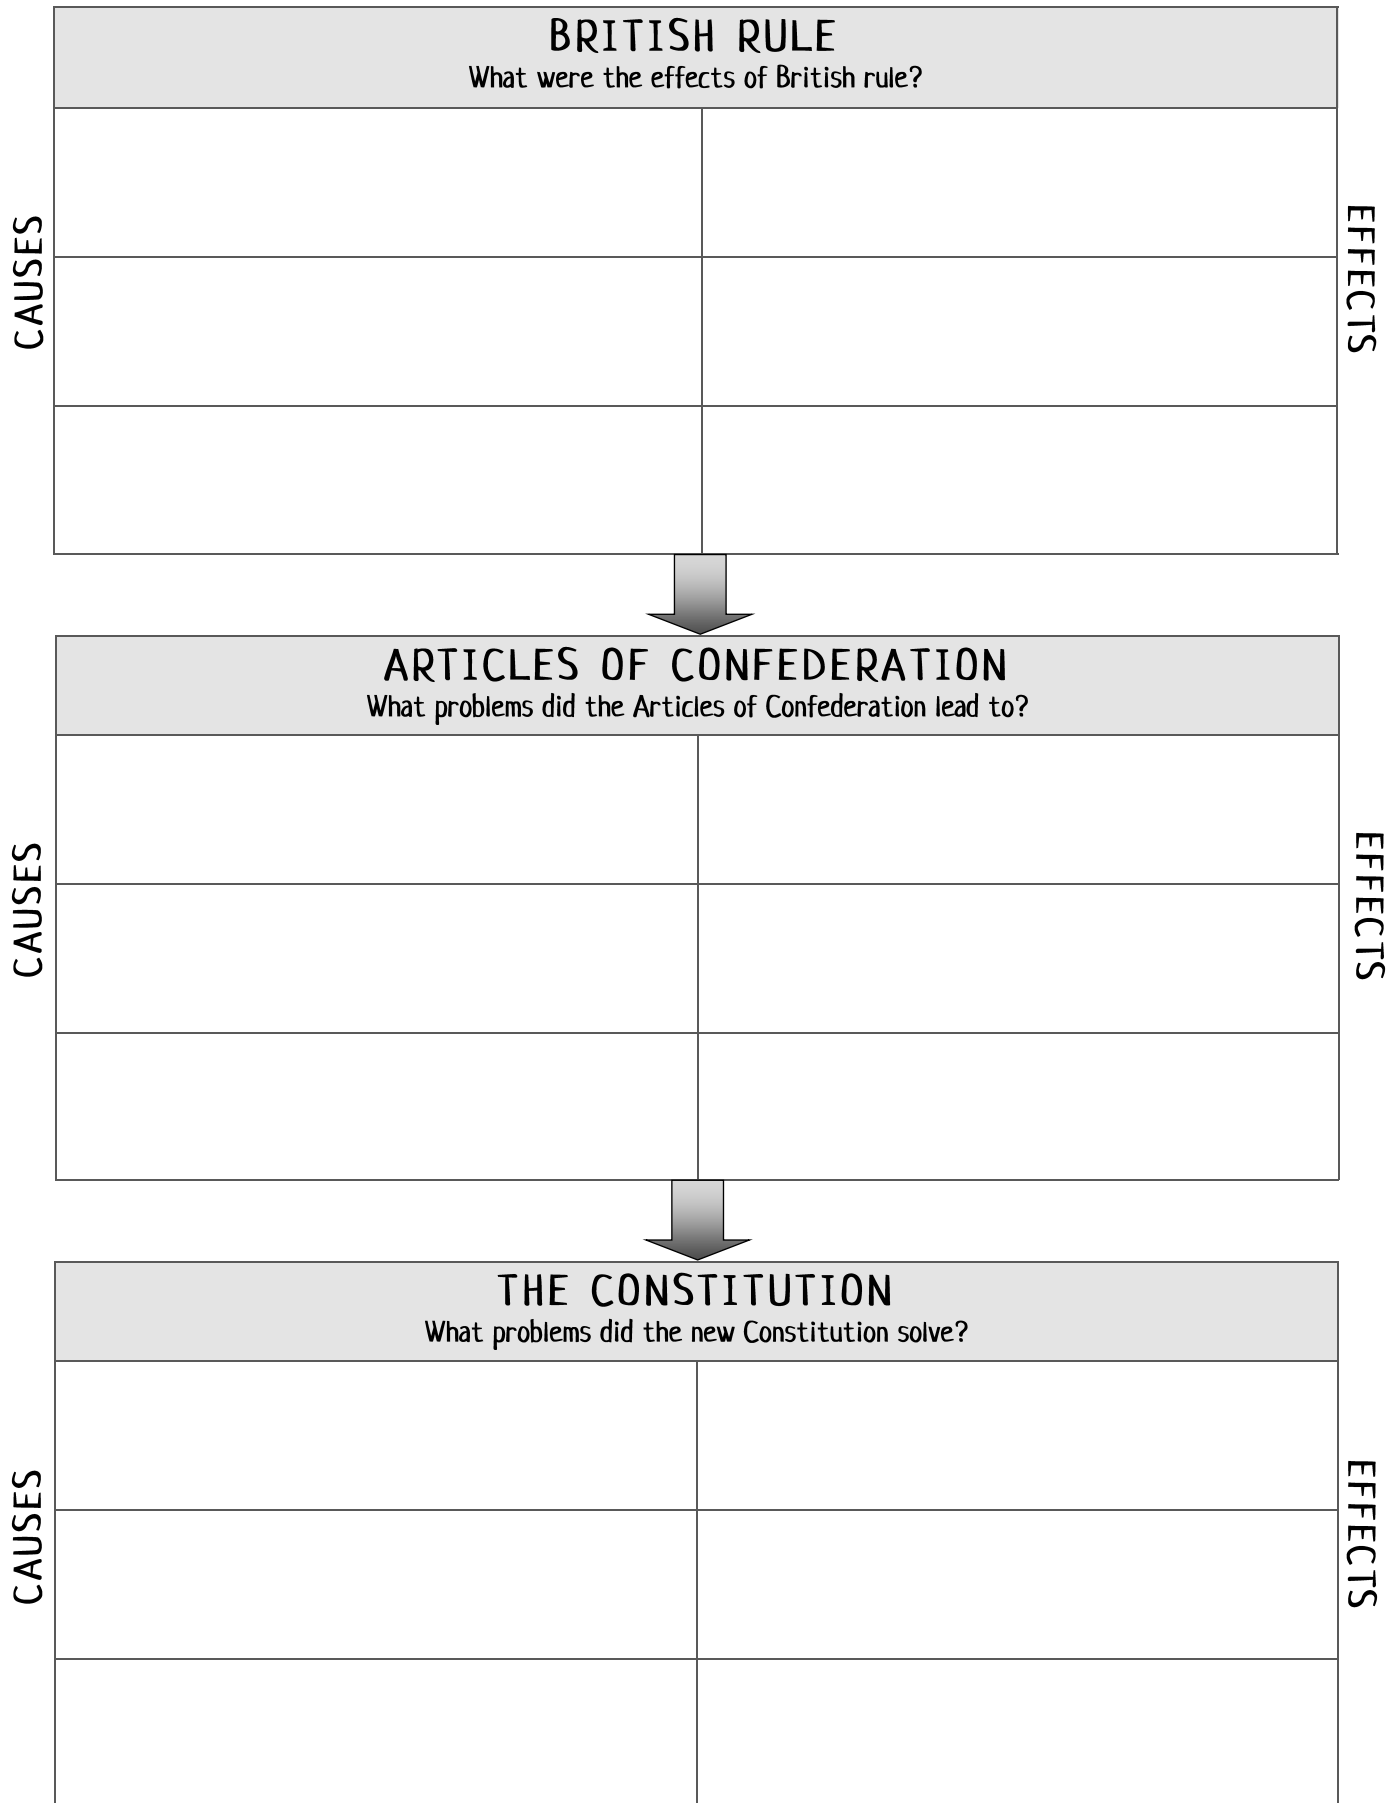 BRITISH RULE
What were the effects of British rule?
CAUSES
EFFECTS
ARTICLES OF CONFEDERATION
What problems did the Articles of Confederation lead to?
CAUSES
EFFECTS
THE CONSTITUTION
What problems did the new Constitution solve?
CAUSES
EFFECTS